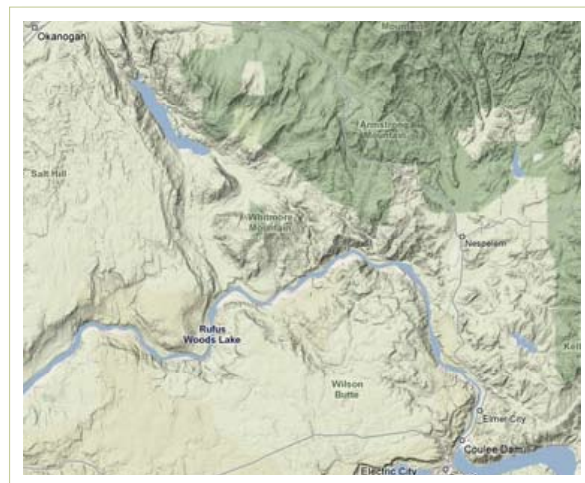 Mountain
Okanogan
Armstrong
Mountain
Salt Hill
Whitmore
Mountain
Nespelem
Rufus
Woods Lake
Wilson
Butte
Elmer City
Coulee Dam
Electric City